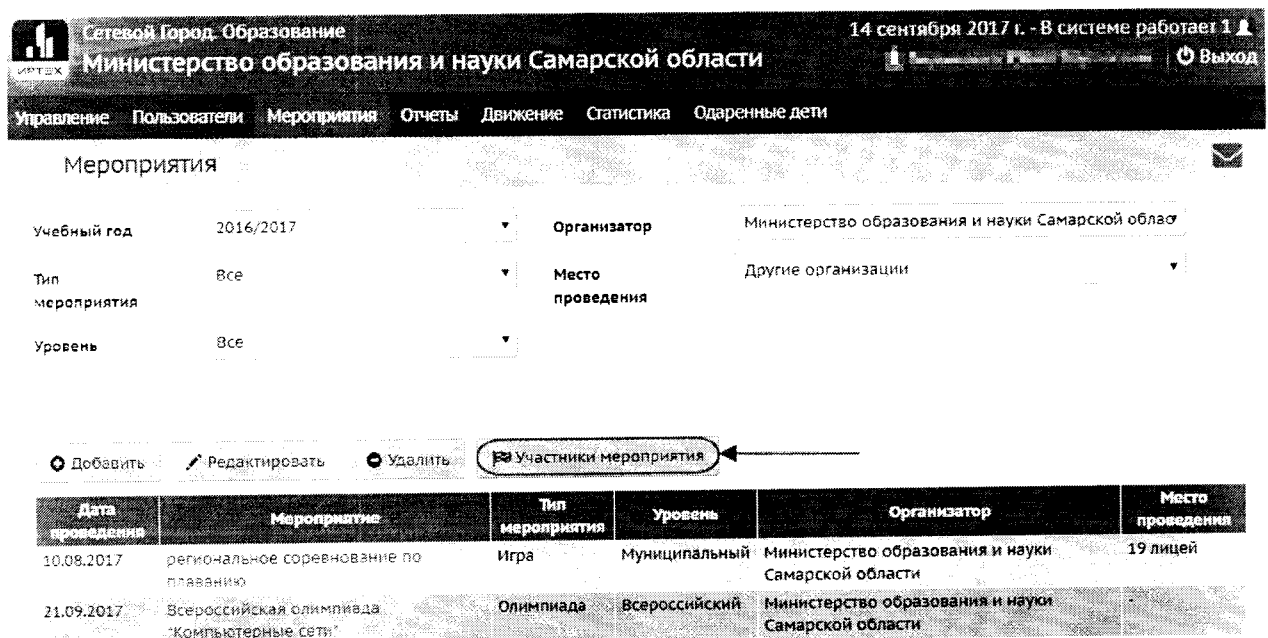 Сетевой Город. Образование
14 сентября 2017 г. - В системе работает 1
ИРТЕХ
Министерство образования и науки Самарской области
Выход
Управление Пользователи Мероприятия Отчеты Движение Статистика Одаренные дети
Мероприятия
Учебный год 2016/2017 Организатор Министерство образования и науки Самарской облас
Тип мероприятия Все Место проведения Другие организации
Уровень Все
Добавить Редактировать Удалить Участники мероприятия
Дата проведения Мероприятие Тип мероприятия Уровень Организатор Место проведения
10.08.2017 региональное соревнование по Игра Муниципальный Министерство образования и науки 19 лицей
плаванию Самарской области
21.09.2017 Всероссийская олимпиада Олимпиада Всероссийский Министерство образования и науки -
"Компьютерные сети" Самарской области